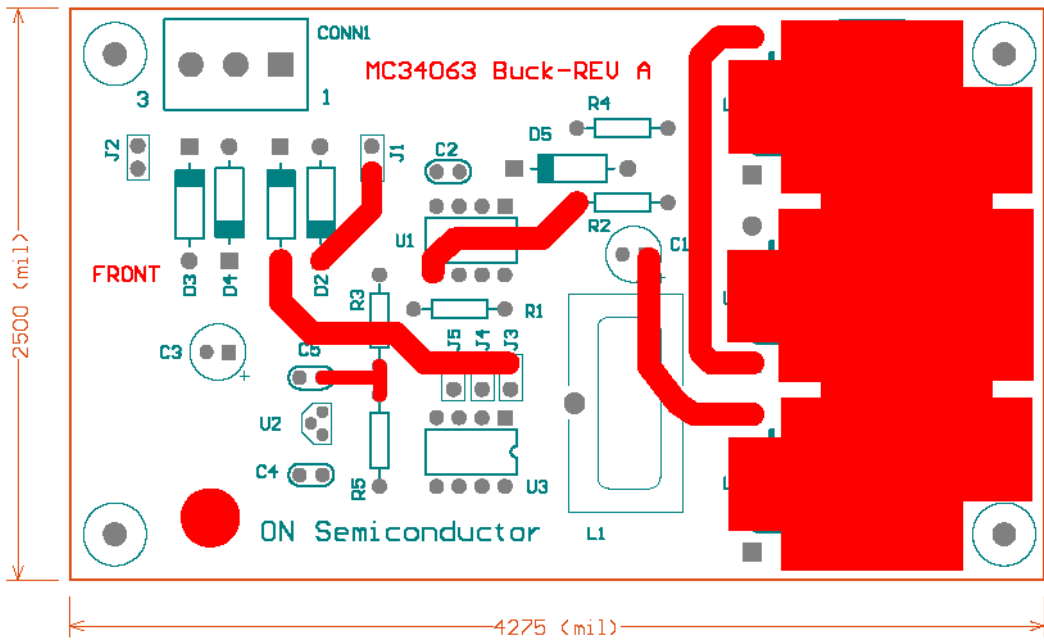 CONN1
3
1
MC34063 Buck-REV A
R4
D5
J2
J1
C2
R2
U1
C1
FRONT
D3
D4
D2
R3
R1
J5
J4
J3
C3
+
U2
C4
R5
U3
ON Semiconductor
L1
+
2500 (mil)
4275 (mil)